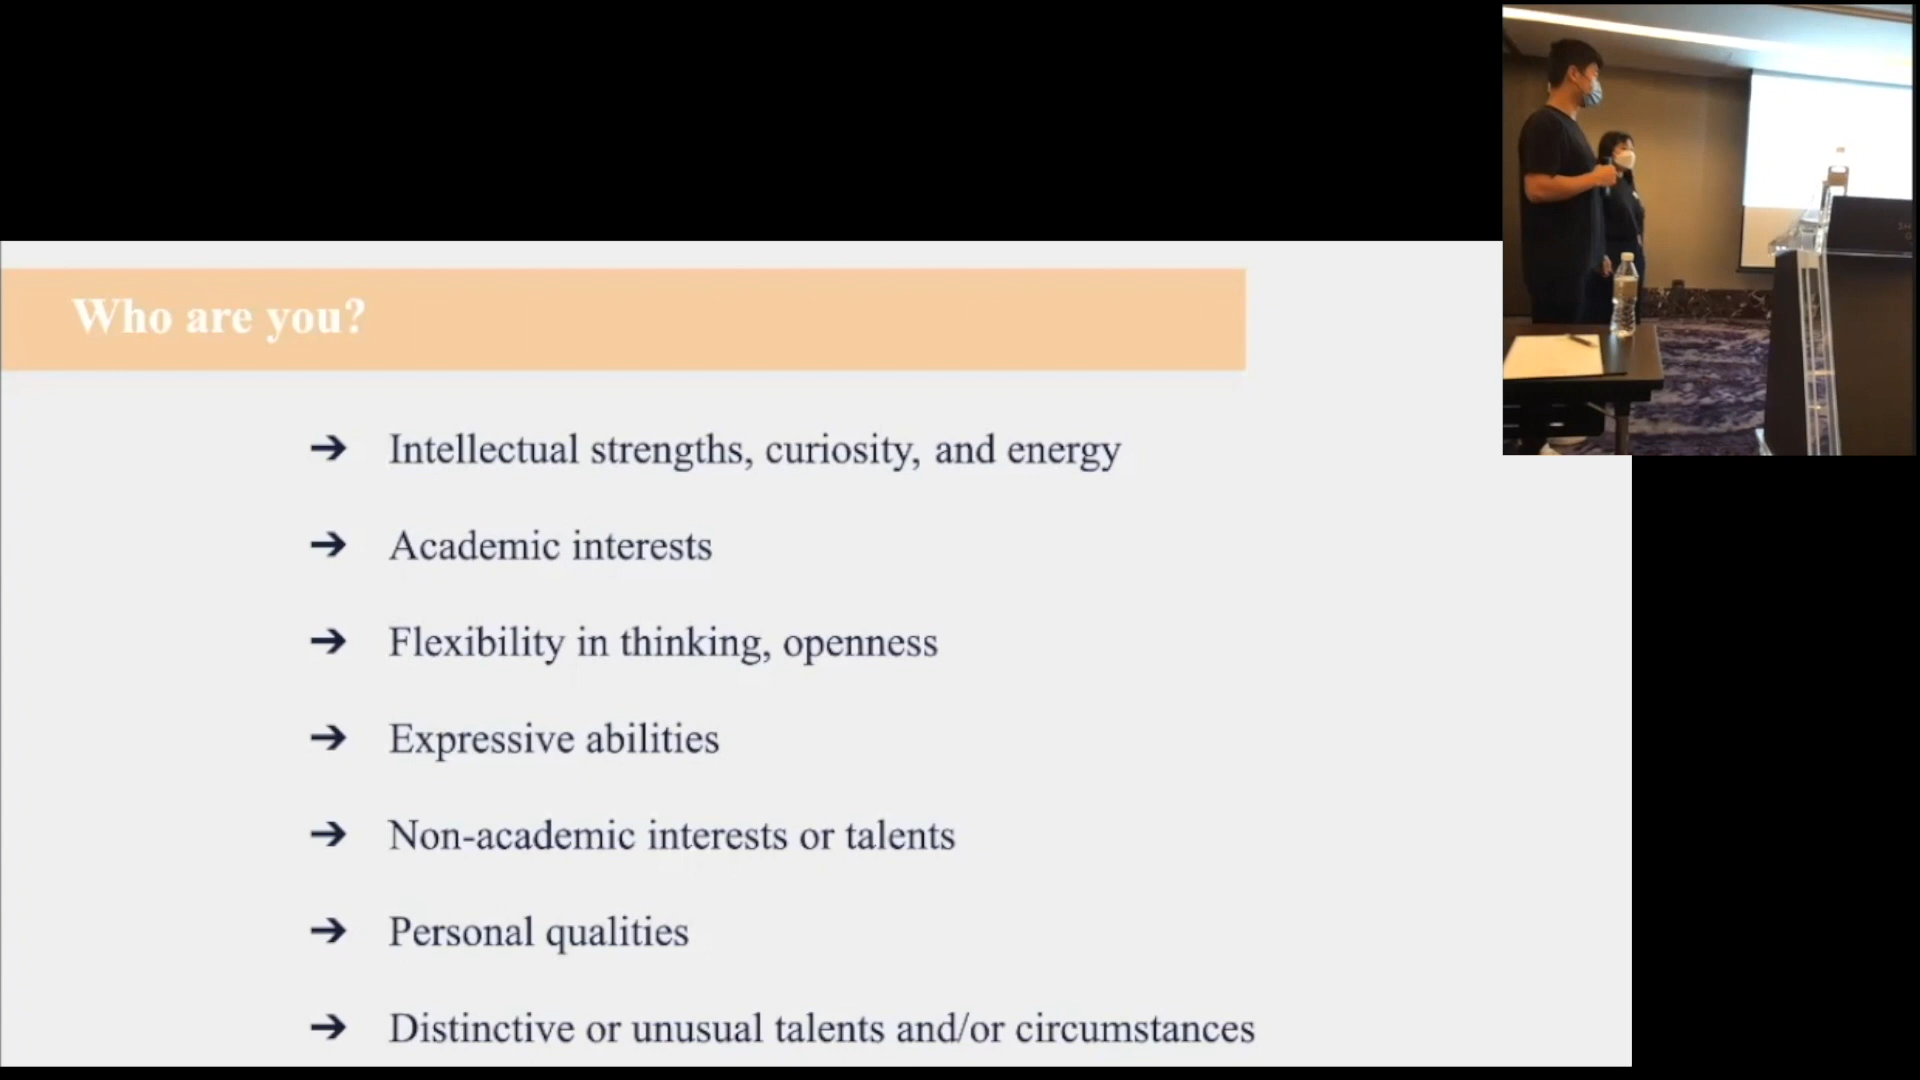 Who are you?
➔ Intellectual strengths, curiosity, and energy
➔ Academic interests
➔ Flexibility in thinking, openness
➔ Expressive abilities
➔ Non-academic interests or talents
➔ Personal qualities
➔ Distinctive or unusual talents and/or circumstances